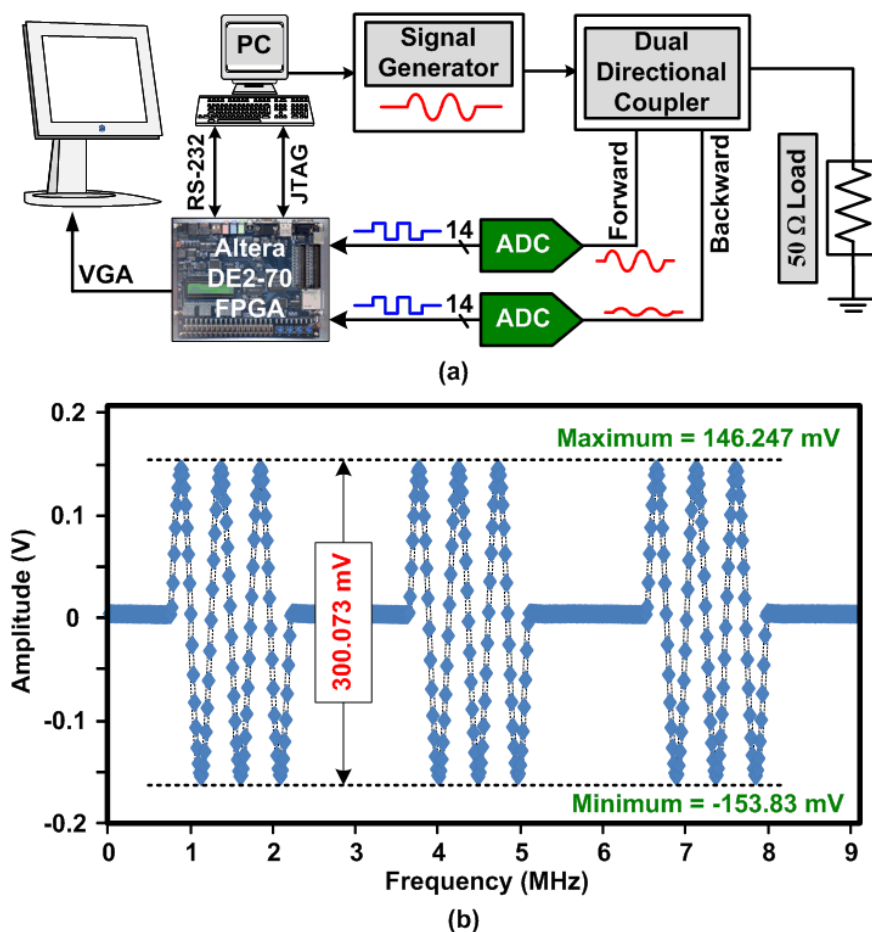 PC
Signal
Generator
Dual
Directional
Coupler
RS-232
JTAG
Forward
Backward
50 Ω Load
Altera
DE2-70
FPGA
14
ADC
14
ADC
VGA
(a)
0.2
Maximum = 146.247 mV
0.1
300.073 mV
Amplitude (V)
0
-0.1
Minimum = -153.83 mV
-0.2
0 1 2 3 4 5 6 7 8 9
Frequency (MHz)
(b)